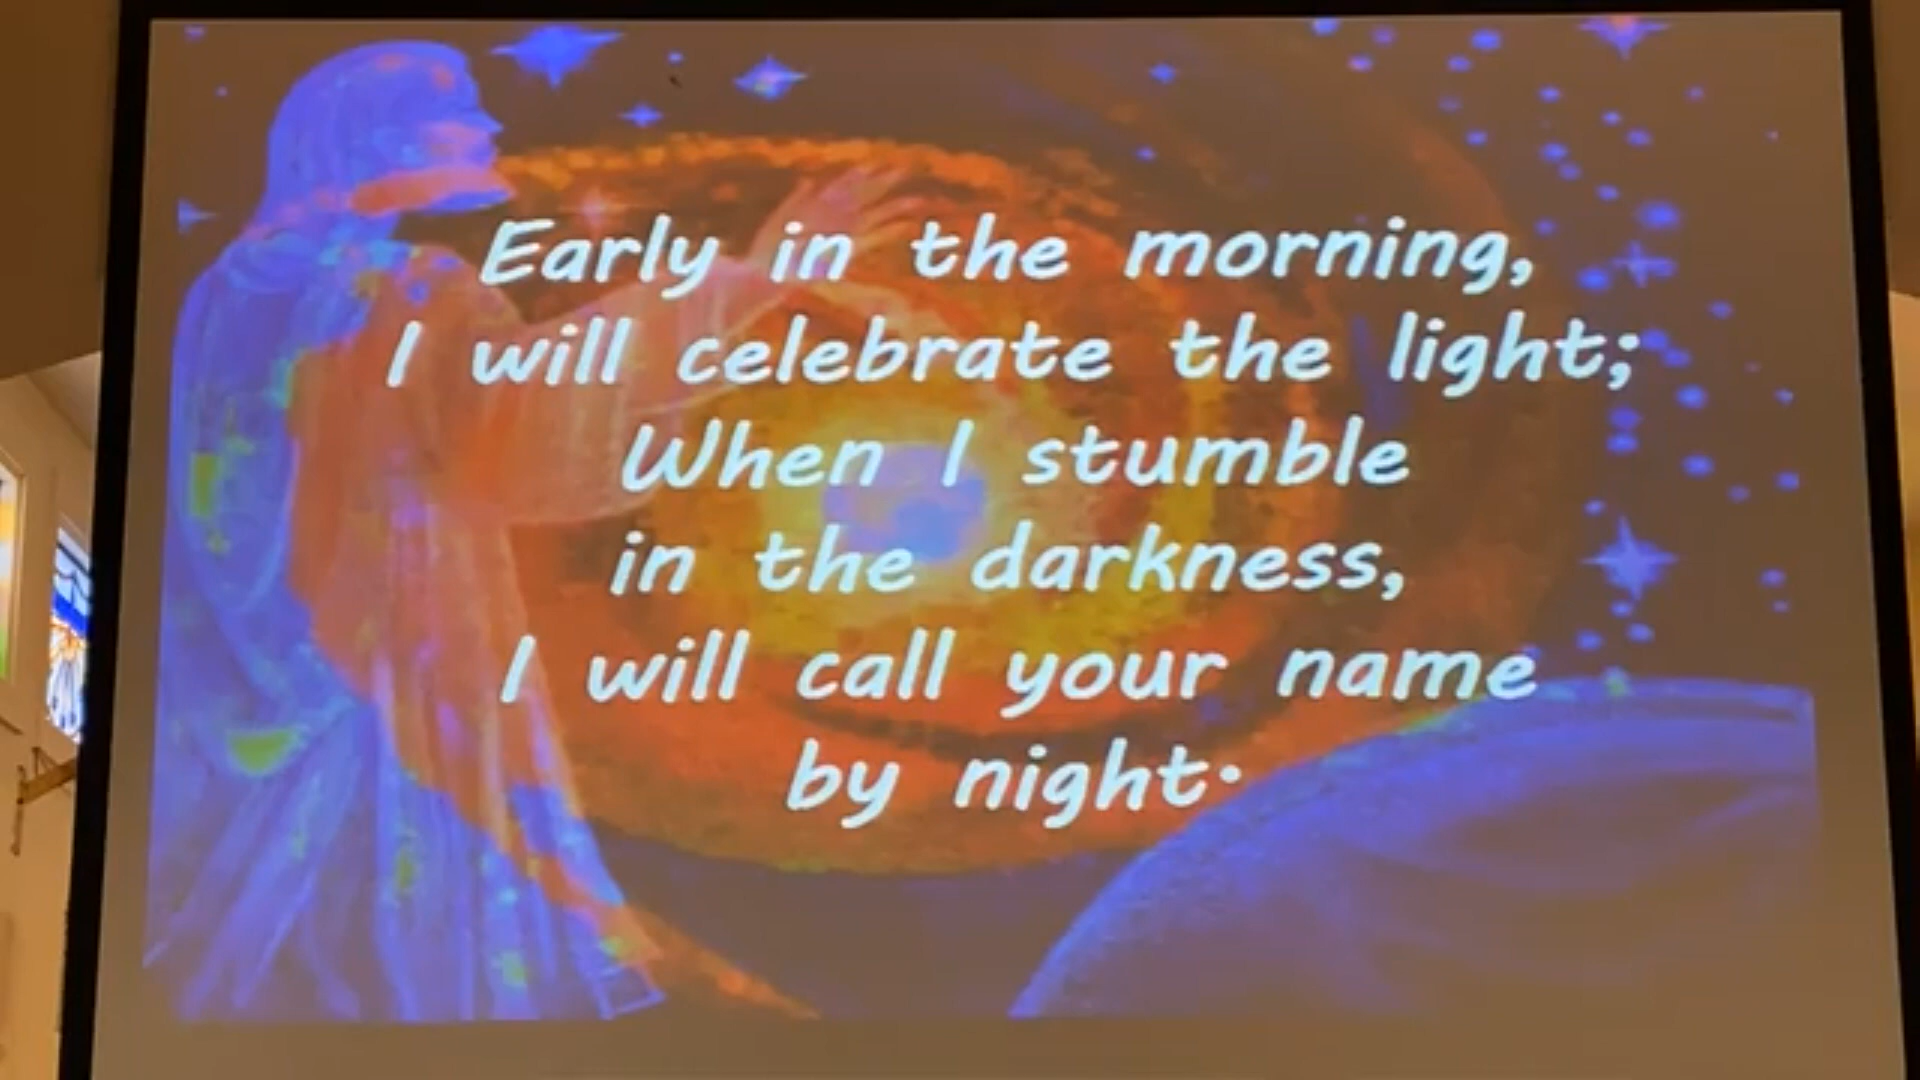 Early in the morning,
I will celebrate the light;
When I stumble
in the darkness,
I will call your name
by night.